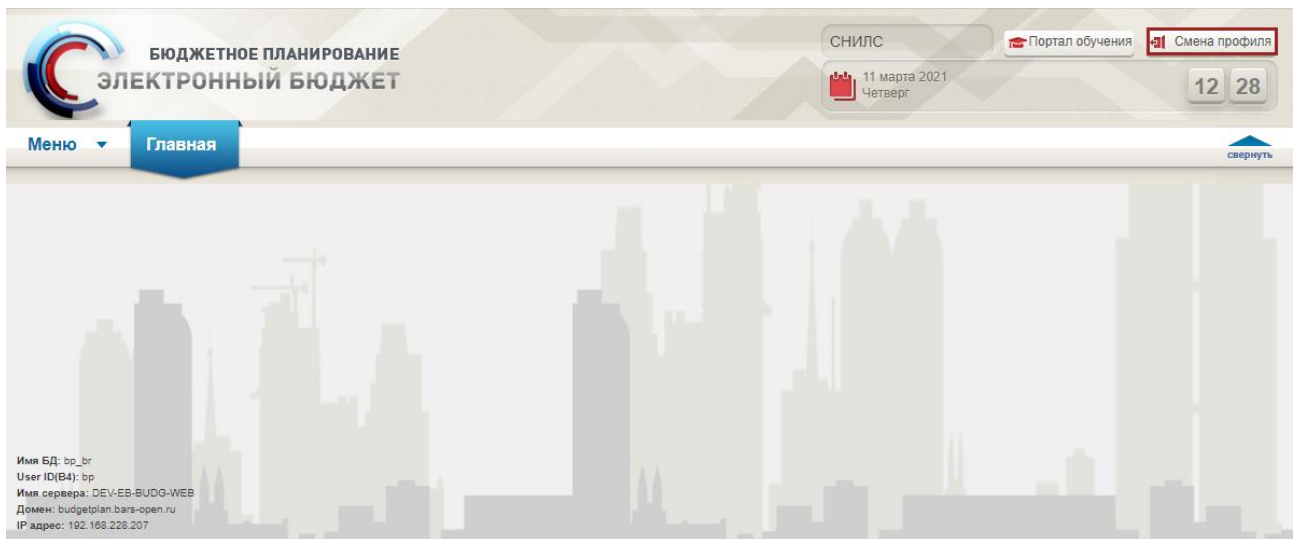 БЮДЖЕТНОЕ ПЛАНИРОВАНИЕ
ЭЛЕКТРОННЫЙ БЮДЖЕТ
СНИЛС
Портал обучения
Смена профиля
11 марта 2021
Четверг
12 28
Меню
Главная
свернуть
Имя БД: bp_br
User ID(B4): bp
Имя сервера: DEV-EB-BUDG-WEB
Домен: budgetplan.bars-open.ru
IP адрес: 192.168.228.207